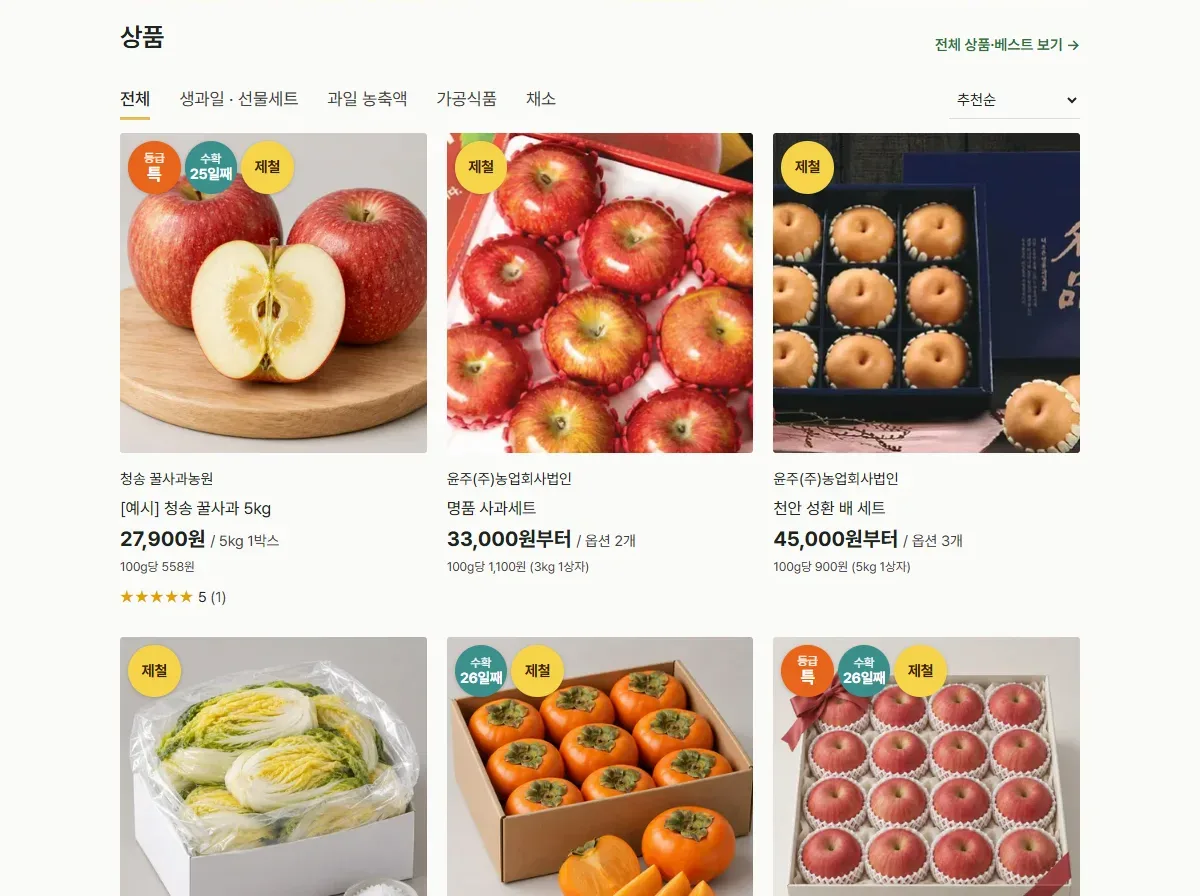 상품
전체 상품·베스트 보기 →
전체
생과일 · 선물세트
과일 농축액
가공식품
채소
추천순
등급
특
수확
25일째
제철
제철
제철
名品
청송 꿀사과농원
[예시] 청송 꿀사과 5kg
27,900원 / 5kg 1박스
100g당 558원
★★★★★ 5 (1)
윤주(주)농업회사법인
명품 사과세트
33,000원부터 / 옵션 2개
100g당 1,100원 (3kg 1상자)
윤주(주)농업회사법인
천안 성환 배 세트
45,000원부터 / 옵션 3개
100g당 900원 (5kg 1상자)
제철
수확
26일째
제철
등급
특
수확
26일째
제철